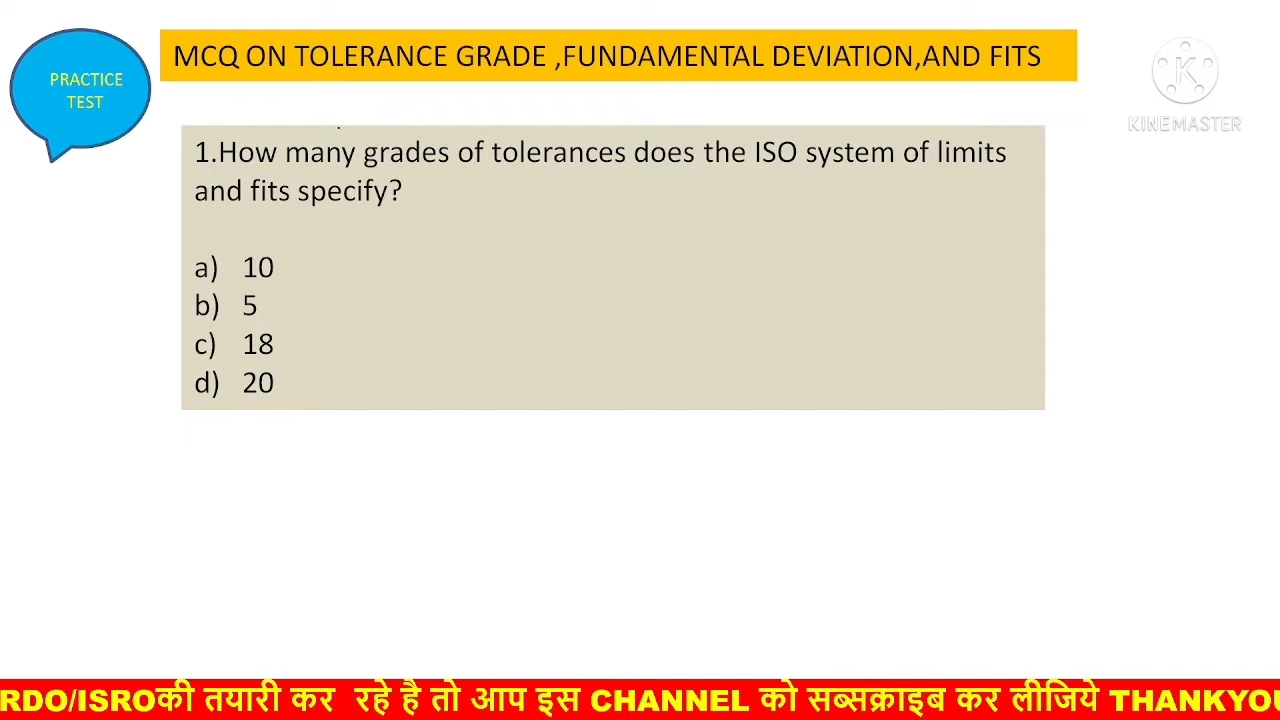 PRACTICE
TEST
MCQ ON TOLERANCE GRADE ,FUNDAMENTAL DEVIATION,AND FITS
KINEMASTER
1.How many grades of tolerances does the ISO system of limits
and fits specify?
a) 10
b) 5
c) 18
d) 20
RDO/ISROकी तयारी कर रहे है तो आप इस CHANNEL को सब्सक्राइब कर लीजिये THANKYOU